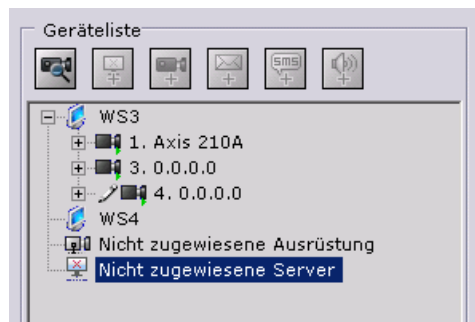 Geräteliste
SMS
WS3
1. Axis 210A
3. 0.0.0.0
4. 0.0.0.0
WS4
Nicht zugewiesene Ausrüstung
Nicht zugewiesene Server